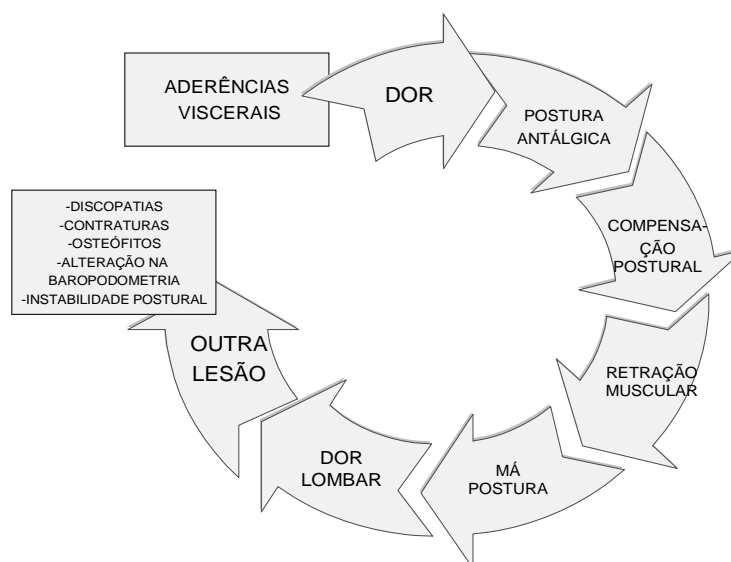 ADERÊNCIAS
VISCERAIS
DOR
POSTURA
ANTÁLGICA
COMPENSA-
ÇÃO
POSTURAL
RETRAÇÃO
MUSCULAR
MÁ
POSTURA
DOR
LOMBAR
OUTRA
LESÃO
-DISCOPATIAS
-CONTRATURAS
-OSTEÓFITOS
-ALTERAÇÃO NA
BAROPODOMETRIA
-INSTABILIDADE POSTURAL